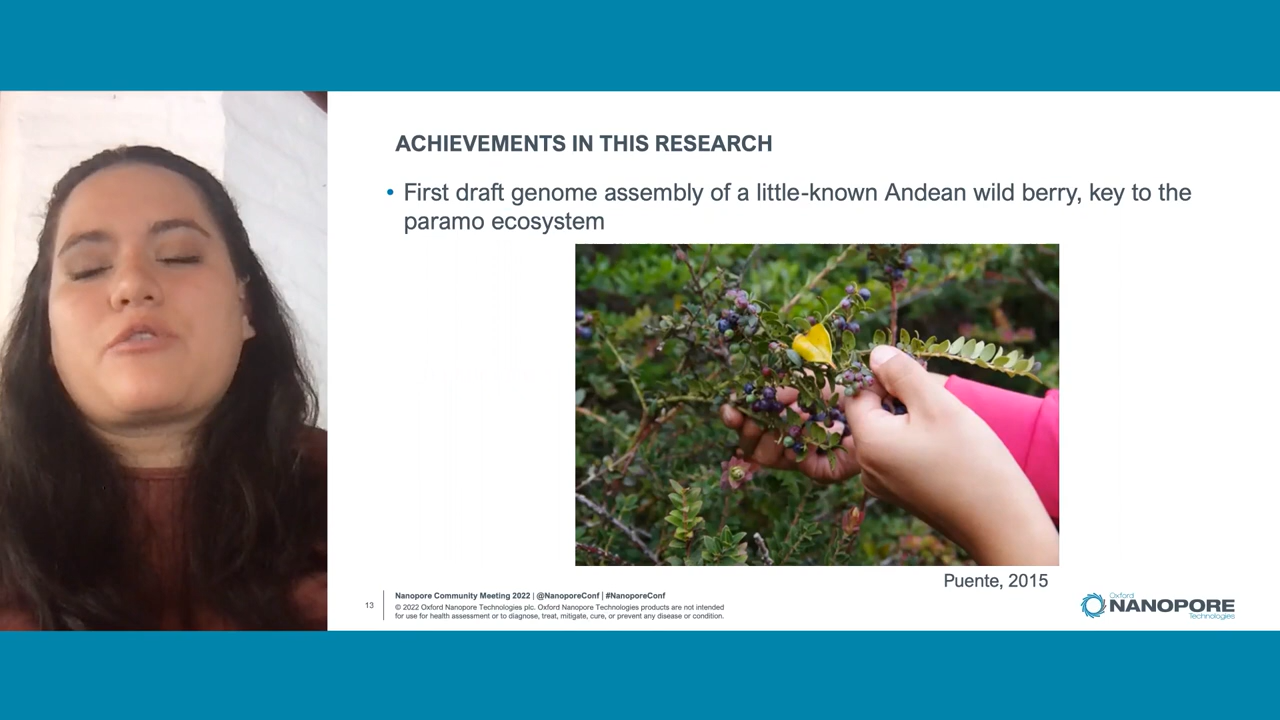 ACHIEVEMENTS IN THIS RESEARCH
• First draft genome assembly of a little-known Andean wild berry, key to the
paramo ecosystem
Puente, 2015
13
Nanopore Community Meeting 2022 | @NanoporeConf | #NanoporeConf
© 2022 Oxford Nanopore Technologies plc. Oxford Nanopore Technologies products are not intended
for use for health assessment or to diagnose, treat, mitigate, cure, or prevent any disease or condition.
Oxford
NANOPORE
Technologies